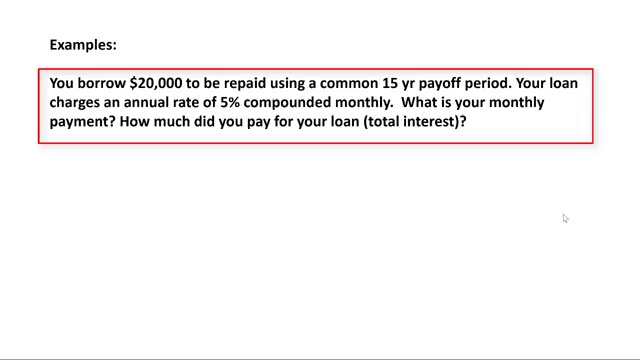 Examples:
You borrow $20,000 to be repaid using a common 15 yr payoff period. Your loan
charges an annual rate of 5% compounded monthly.  What is your monthly
payment? How much did you pay for your loan (total interest)?